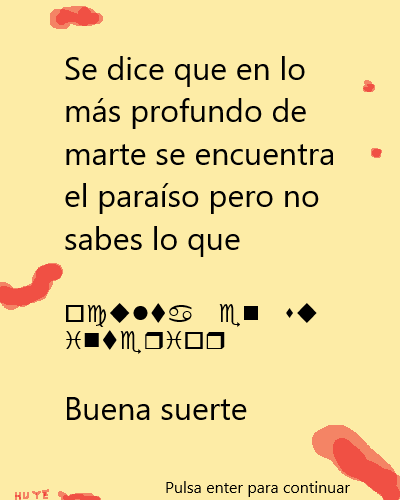 Se dice que en lo
más profundo de
marte se encuentra
el paraíso pero no
sabes lo que
□♍◆●⧫♋ ♏■ ⬧◆
♓■⧫♏❒♓□❒
Buena suerte
Pulsa enter para continuar
HUYE